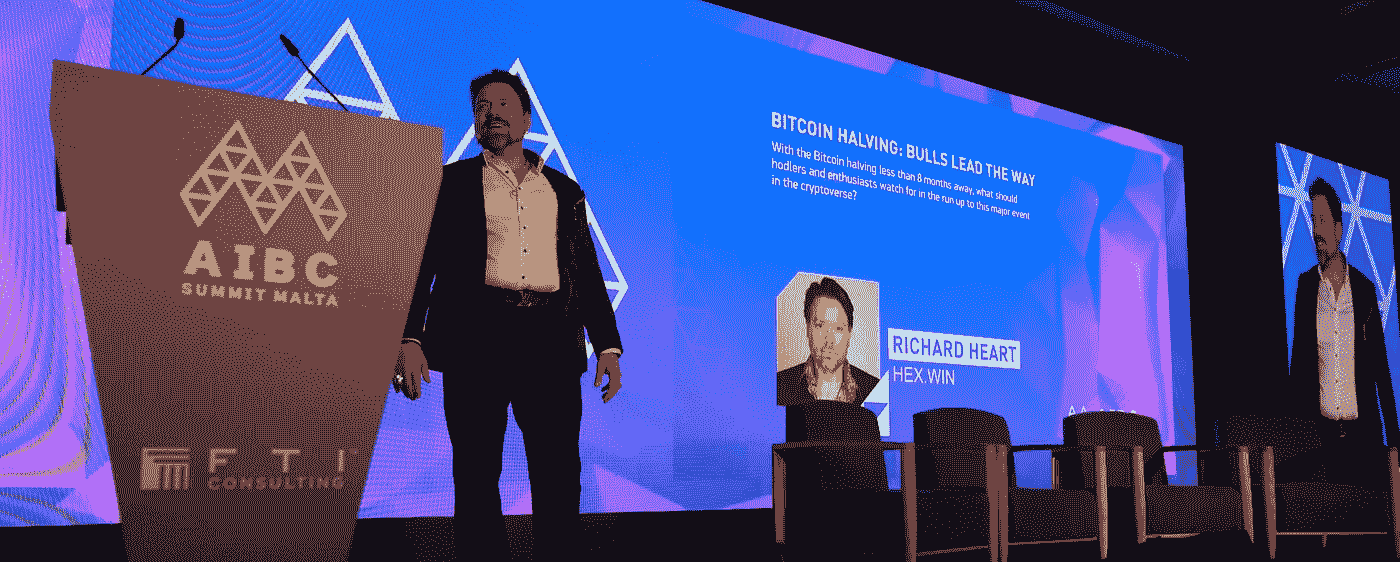 AIBC
SUMMIT MALTA
FTI
CONSULTING
BITCOIN HALVING: BULLS LEAD THE WAY
With the Bitcoin halving less than 8 months away, what should
hodlers and enthusiasts watch for in the run up to this major event
in the cryptoverse?
RICHARD HEART
HEX.WIN